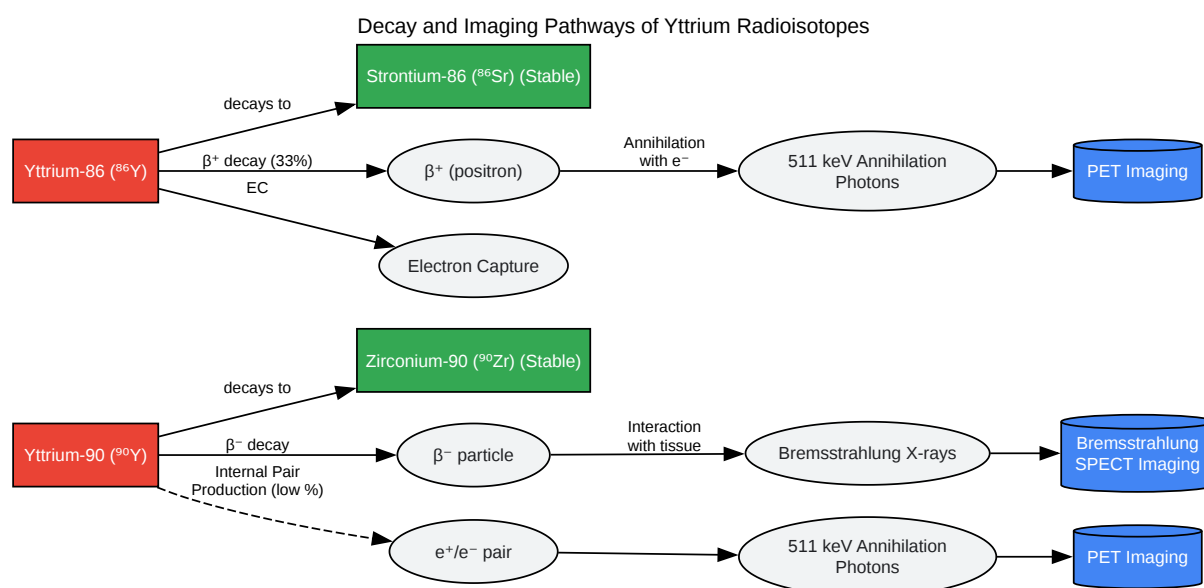 Decay and Imaging Pathways of Yttrium Radioisotopes
Strontium-86 (⁸⁶Sr) (Stable)
decays to
Yttrium-86 (⁸⁶Y)
β⁺ decay (33%)
β⁺ (positron)
Annihilation
with e⁻
511 keV Annihilation
Photons
PET Imaging
EC
Electron Capture
Zirconium-90 (⁹⁰Zr) (Stable)
decays to
Yttrium-90 (⁹⁰Y)
β⁻ decay
β⁻ particle
Interaction
with tissue
Bremsstrahlung X-rays
Bremsstrahlung
SPECT Imaging
Internal Pair
Production (low %)
e⁺/e⁻ pair
511 keV Annihilation
Photons
PET Imaging